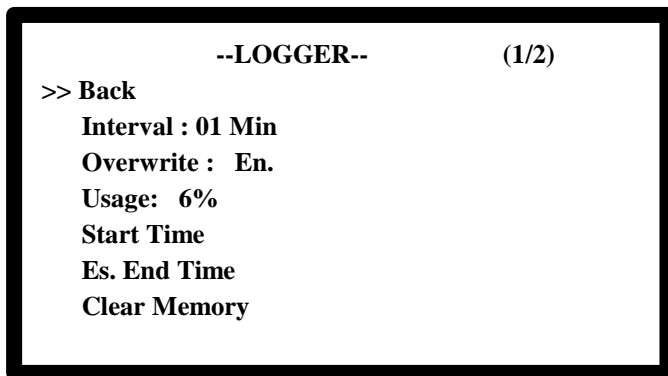 --LOGGER-- (1/2)
>> Back
Interval : 01 Min
Overwrite : En.
Usage: 6%
Start Time
Es. End Time
Clear Memory